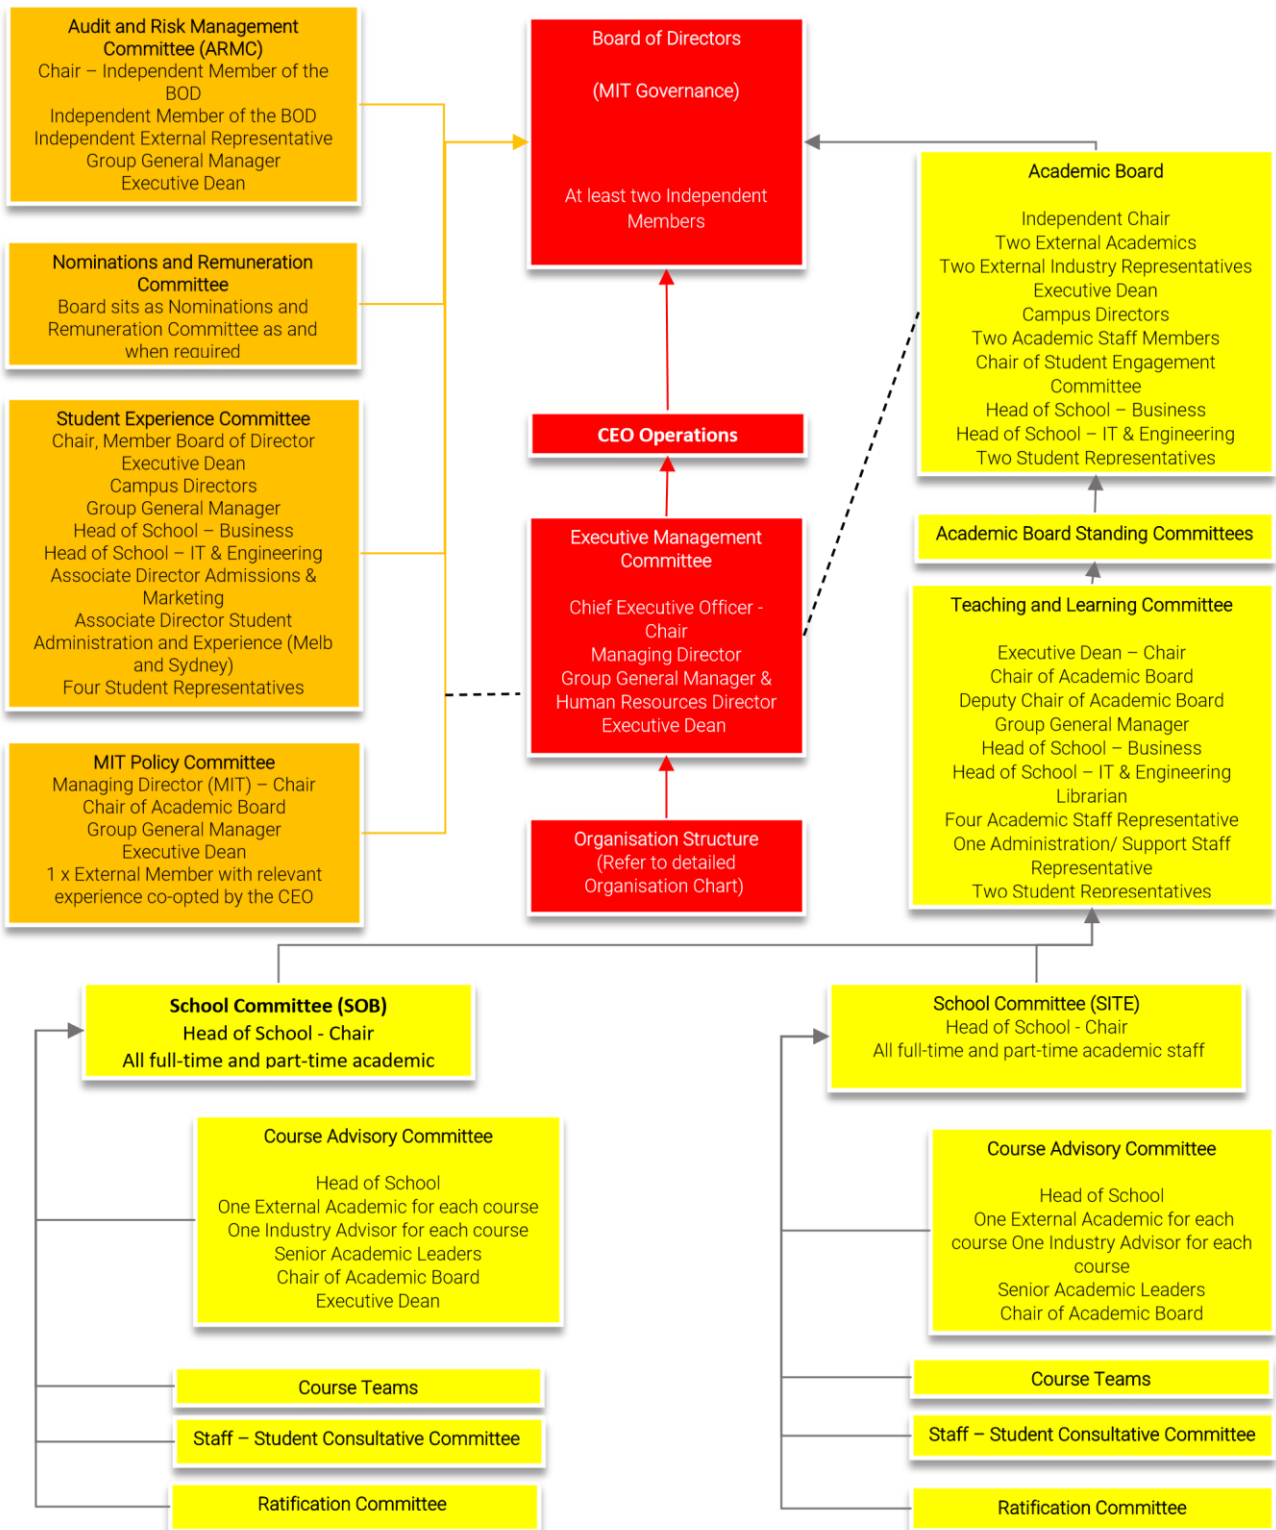 Audit and Risk Management
Committee (ARMC)
Chair – Independent Member of the
BOD
Independent Member of the BOD
Independent External Representative
Group General Manager
Executive Dean
Nominations and Remuneration
Committee
Board sits as Nominations and
Remuneration Committee as and
when required
Student Experience Committee
Chair, Member Board of Director
Executive Dean
Campus Directors
Group General Manager
Head of School – Business
Head of School – IT & Engineering
Associate Director Admissions &
Marketing
Associate Director Student
Administration and Experience (Melb
and Sydney)
Four Student Representatives
MIT Policy Committee
Managing Director (MIT) – Chair
Chair of Academic Board
Group General Manager
Executive Dean
1 x External Member with relevant
experience co-opted by the CEO
Board of Directors
(MIT Governance)
At least two Independent
Members
CEO Operations
Executive Management
Committee
Chief Executive Officer -
Chair
Managing Director
Group General Manager &
Human Resources Director
Executive Dean
Organisation Structure
(Refer to detailed
Organisation Chart)
Academic Board
Independent Chair
Two External Academics
Two External Industry Representatives
Executive Dean
Campus Directors
Two Academic Staff Members
Chair of Student Engagement
Committee
Head of School – Business
Head of School – IT & Engineering
Two Student Representatives
Academic Board Standing Committees
Teaching and Learning Committee
Executive Dean – Chair
Chair of Academic Board
Deputy Chair of Academic Board
Group General Manager
Head of School – Business
Head of School – IT & Engineering
Librarian
Four Academic Staff Representative
One Administration/ Support Staff
Representative
Two Student Representatives
School Committee (SOB)
Head of School - Chair
All full-time and part-time academic
Course Advisory Committee
Head of School
One External Academic for each course
One Industry Advisor for each course
Senior Academic Leaders
Chair of Academic Board
Executive Dean
Course Teams
Staff – Student Consultative Committee
Ratification Committee
School Committee (SITE)
Head of School - Chair
All full-time and part-time academic staff
Course Advisory Committee
Head of School
One External Academic for each
course One Industry Advisor for each
course
Senior Academic Leaders
Chair of Academic Board
Course Teams
Staff – Student Consultative Committee
Ratification Committee